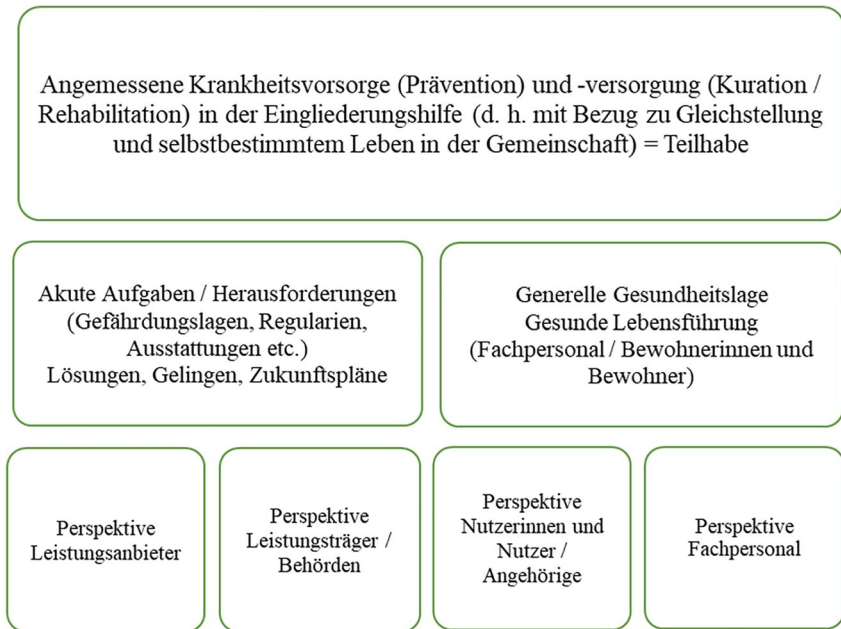 Angemessene Krankheitsvorsorge (Prävention) und -versorgung (Kuration /
Rehabilitation) in der Eingliederungshilfe (d. h. mit Bezug zu Gleichstellung
und selbstbestimmtem Leben in der Gemeinschaft) = Teilhabe
Akute Aufgaben / Herausforderungen
(Gefährdungslagen, Regularien,
Ausstattungen etc.)
Lösungen, Gelingen, Zukunftspläne
Generelle Gesundheitslage
Gesunde Lebensführung
(Fachpersonal / Bewohnerinnen und
Bewohner)
Perspektive
Leistungsanbieter
Perspektive
Leistungsträger /
Behörden
Perspektive
Nutzerinnen und
Nutzer /
Angehörige
Perspektive
Fachpersonal